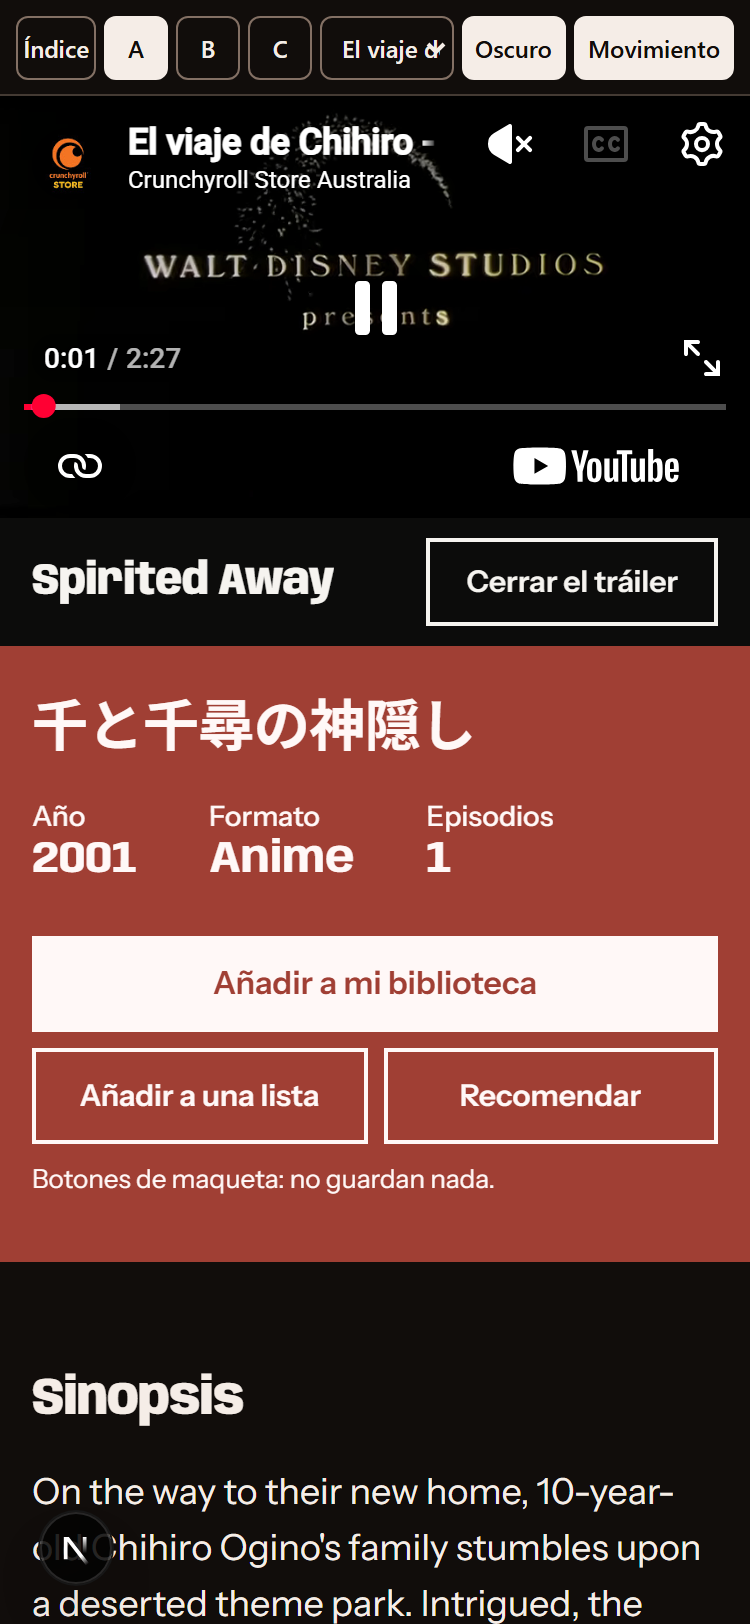 Índice
A
B
C
El viaje d
Oscuro
Movimiento
crunchyroll
STORE
El viaje de Chihiro -
Crunchyroll Store Australia
CC
WALT DISNEY STUDIOS
presents
0:01 / 2:27
YouTube
Spirited Away
Cerrar el tráiler
千と千尋の神隠し
Año
Formato
Episodios
2001
Anime
1
Añadir a mi biblioteca
Añadir a una lista
Recomendar
Botones de maqueta: no guardan nada.
Sinopsis
On the way to their new home, 10-year-
old Chihiro Ogino's family stumbles upon
N
a deserted theme park. Intrigued, the